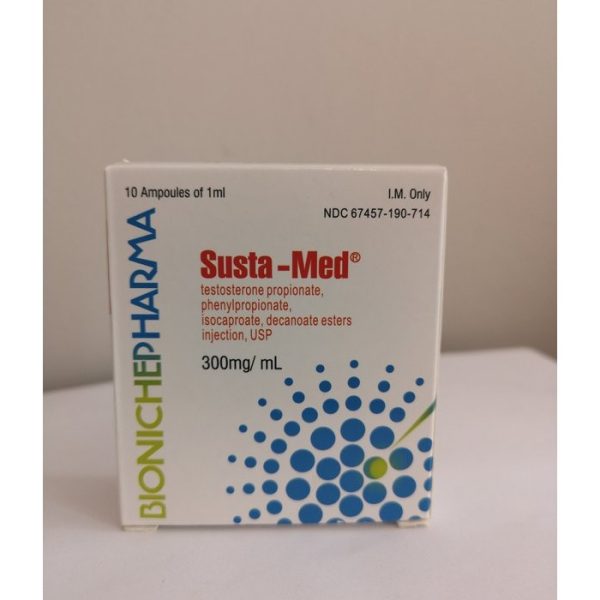 10 Ampoules of 1ml
I.M. Only
NDC 67457-190-714
BIONICHEPHARMA
Susta-Med®
testosterone propionate,
phenylpropionate,
isocaproate, decanoate esters
injection, USP
300mg/ mL